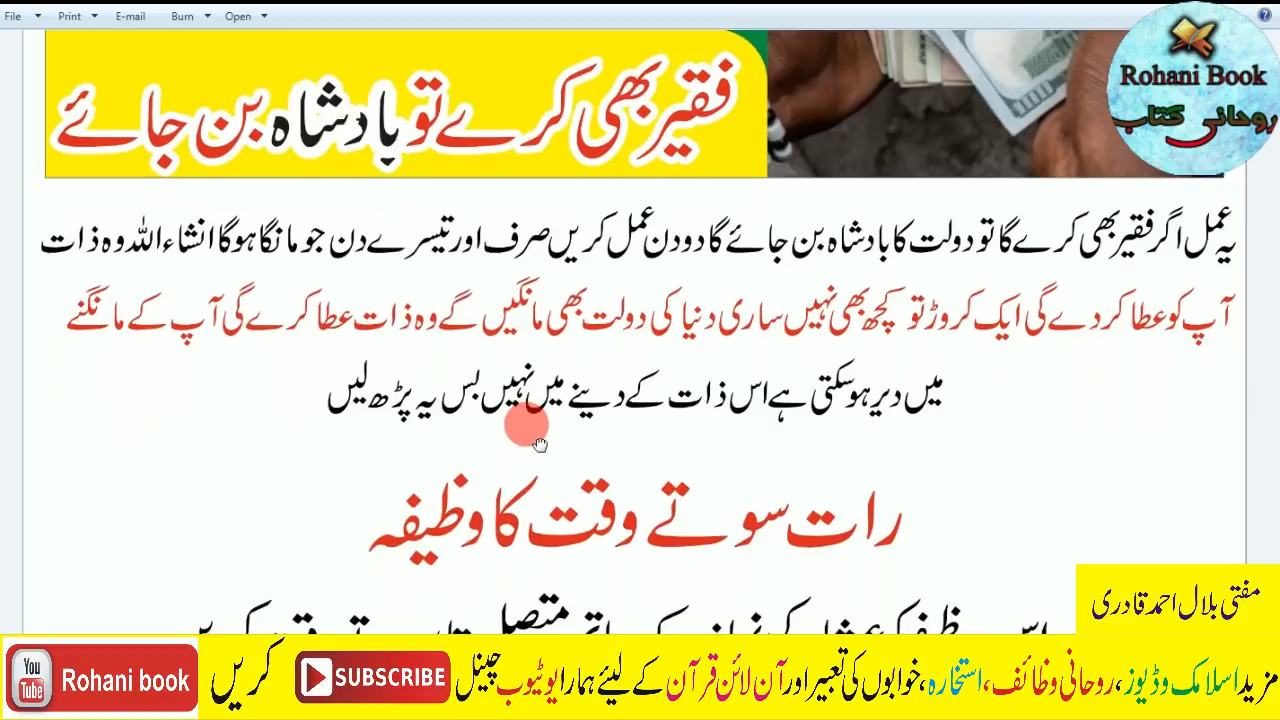 File Print E-mail Burn Open
Rohani Book
روحانی کتاب
فقیر بھی کرے تو بادشاہ بن جائے
یہ عمل اگر فقیر بھی کرے گا تو دولت کا بادشاہ بن جائے گا دو دن عمل کریں صرف اور تیسرے دن جو مانگا ہوگا انشاء اللہ وہ ذات
آپ کو عطا کر دے گی ایک کروڑ تو کچھ بھی نہیں ساری دنیا کی دولت بھی مانگیں گے وہ ذات عطا کرے گی آپ کے مانگنے
میں دیر ہو سکتی ہے اس ذات کے دینے میں نہیں بس یہ پڑھ لیں
رات سوتے وقت کا وظیفہ
مفتی بلال احمد قادری
مزید اسلامک وڈیوز، روحانی وظائف، استخارہ، خوابوں کی تعبیر اور آن لائن قرآن کے لیئے ہمارا یوٹیوب چینل SUBSCRIBE کریں
You Tube Rohani book